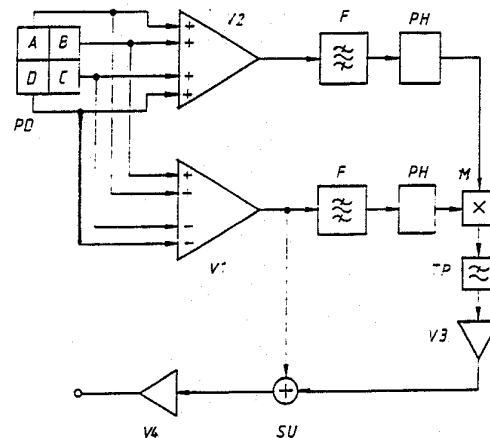 V2
F
PH
A B
D C
PD
+
+
+
+
M
F
PH
+
-
-
-
×
V1
TP
V3
+
V4
SU